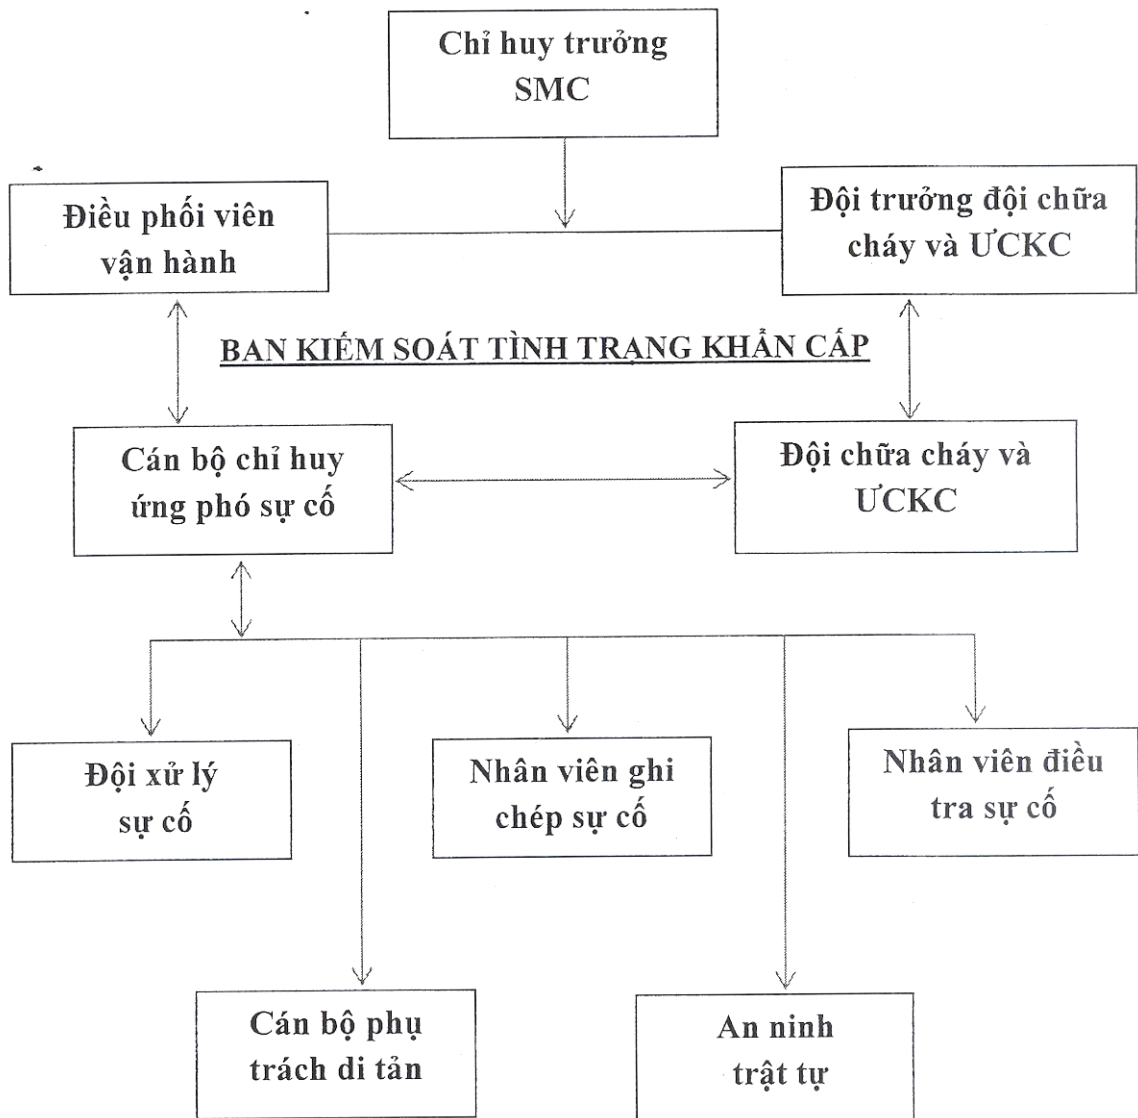 Chỉ huy trưởng
SMC
Điều phối viên
vận hành
Đội trưởng đội chữa
cháy và ƯCKC
BAN KIỂM SOÁT TÌNH TRẠNG KHẨN CẤP
Cán bộ chỉ huy
ứng phó sự cố
Đội chữa cháy và
ƯCKC
Đội xử lý
sự cố
Nhân viên ghi
chép sự cố
Nhân viên điều
tra sự cố
Cán bộ phụ
trách di tản
An ninh
trật tự